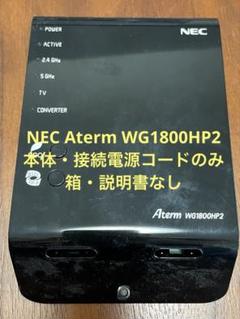 POWER
NEC
ACTIVE
2.4 GHz
5 GHz
TV
CONVERTER
NEC Aterm WG1800HP2
本体・接続電源コードのみ
箱・説明書なし
Aterm WG1800HP2